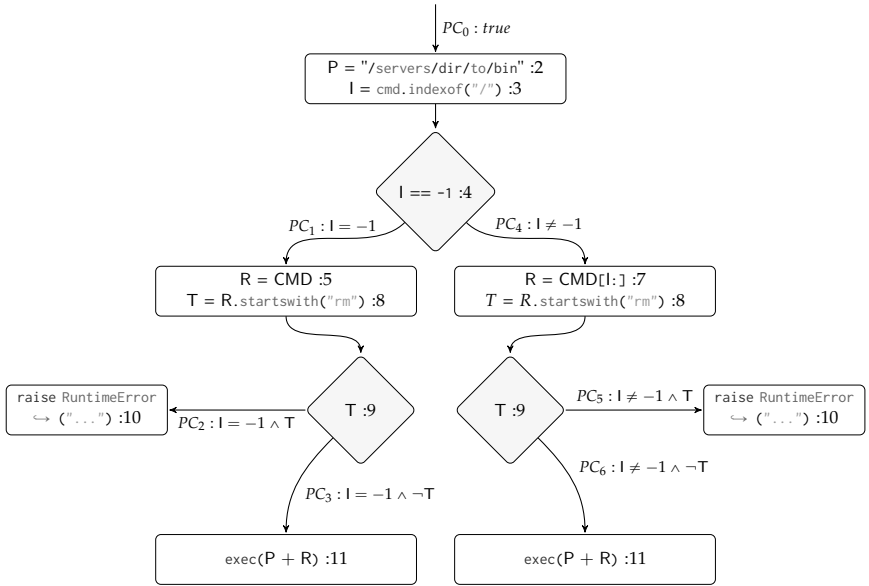 PC₀ : true
P = "/servers/dir/to/bin" :2
I = cmd.indexof("/") :3
I == -1 :4
PC₁ : I = −1
PC₄ : I ≠ −1
R = CMD :5
T = R.startswith("rm") :8
R = CMD[I:] :7
T = R.startswith("rm") :8
raise RuntimeError
↪ ("...") :10
PC₂ : I = −1 ∧ T
T :9
T :9
PC₅ : I ≠ −1 ∧ T
raise RuntimeError
↪ ("...") :10
PC₃ : I = −1 ∧ ¬T
PC₆ : I ≠ −1 ∧ ¬T
exec(P + R) :11
exec(P + R) :11